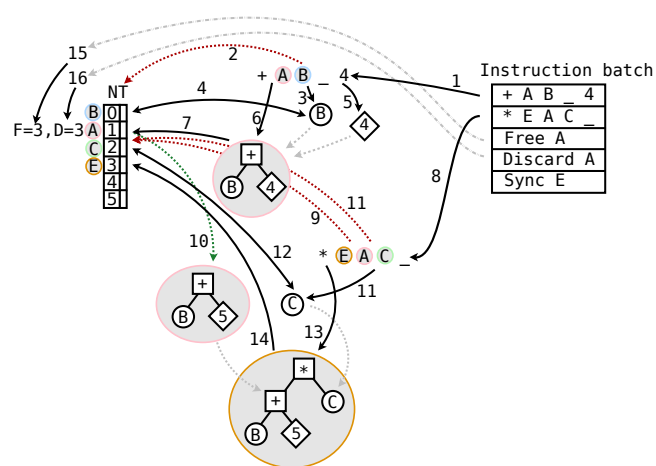 15
2
16
NT
+ A B _ 4
1
Instruction batch
+ A B _ 4
* E A C _
Free A
Discard A
Sync E
4
3
5
B
4
B 0
F=3,D=3 A 1
C 2
E 3
4
5
7
6
+
B 4
8
9
11
10
12
* E A C _
11
C
+
B 5
14
13
*
+ C
B 5